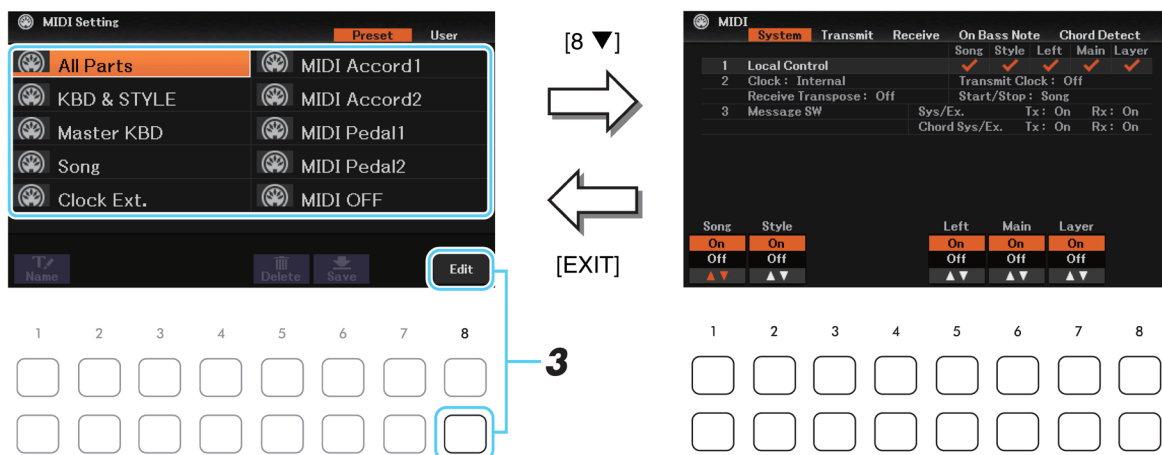 MIDI Setting
Preset User
All Parts
KBD & STYLE
Master KBD
Song
Clock Ext.
MIDI Accord1
MIDI Accord2
MIDI Pedal1
MIDI Pedal2
MIDI OFF
Name
Delete
Save
Edit
1 2 3 4 5 6 7 8
3
[8 ▼]
[EXIT]
MIDI
System Transmit Receive On Bass Note Chord Detect
Song Style Left Main Layer
1 Local Control
2 Clock : Internal Transmit Clock : Off
Receive Transpose : Off Start/Stop : Song
3 Message SW Sys/Ex. Tx : On Rx : On
Chord Sys/Ex. Tx : On Rx : On
Song Style Left Main Layer
On On On On On
Off Off Off Off Off
▲▼ ▲▼ ▲▼ ▲▼ ▲▼
1 2 3 4 5 6 7 8